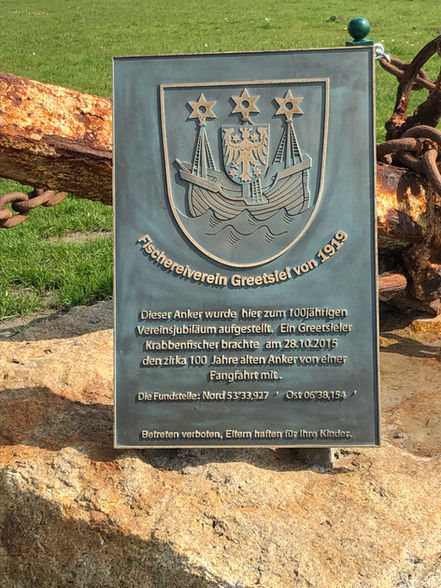 Fischereiverein Greetsiel von 1919
Dieser Anker wurde hier zum 100jährigen
Vereinsjubiläum aufgestellt. Ein Greetsieler
Krabbenfischer brachte am 28.10.2015
den zirka 100 Jahre alten Anker von einer
Fangfahrt mit.
Die Fundstelle: Nord 53°33,927 ' Ost 06°38,154 '
Betreten verboten, Eltern haften für ihre Kinder.